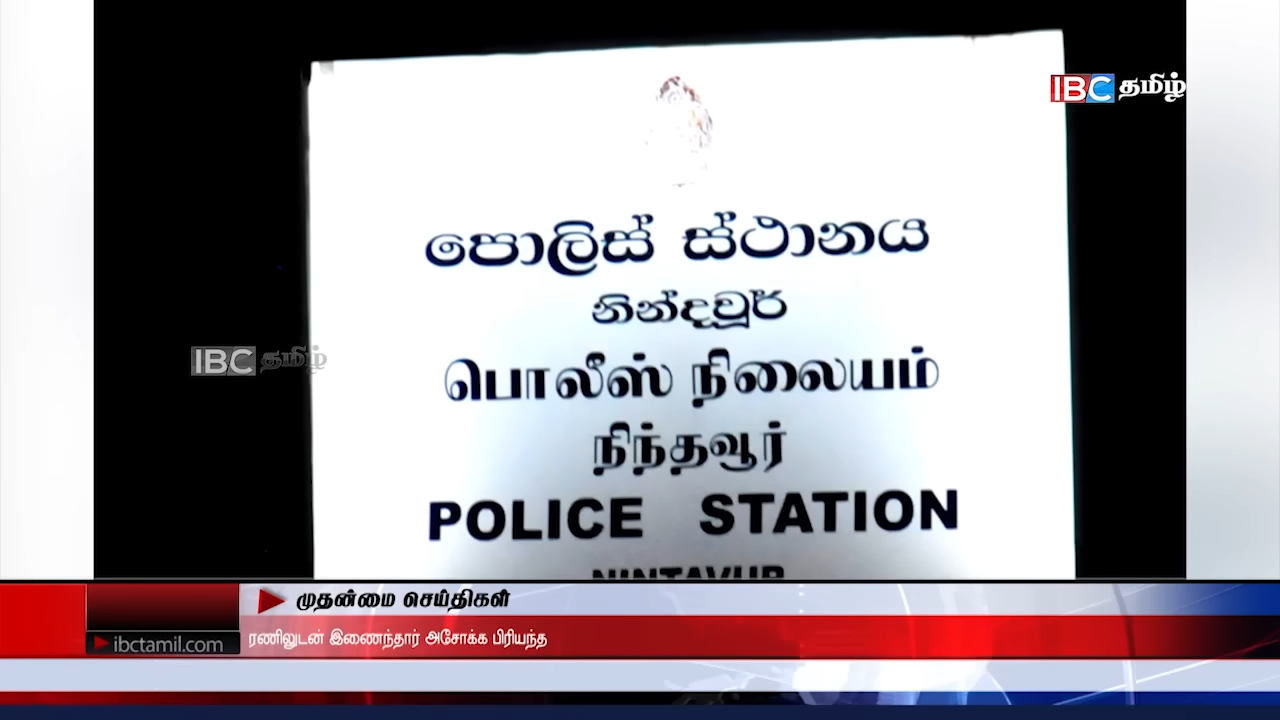 IBC தமிழ்
පොලිස් ස්ථානය
නින්දවූර්
IBC தமிழ்
பொலீஸ் நிலையம்
நிந்தவூர்
POLICE STATION
NINTAVUR
முதன்மை செய்திகள்
ibctamil.com
ரணிலுடன் இணைந்தார் அசோக்க பிரியந்த